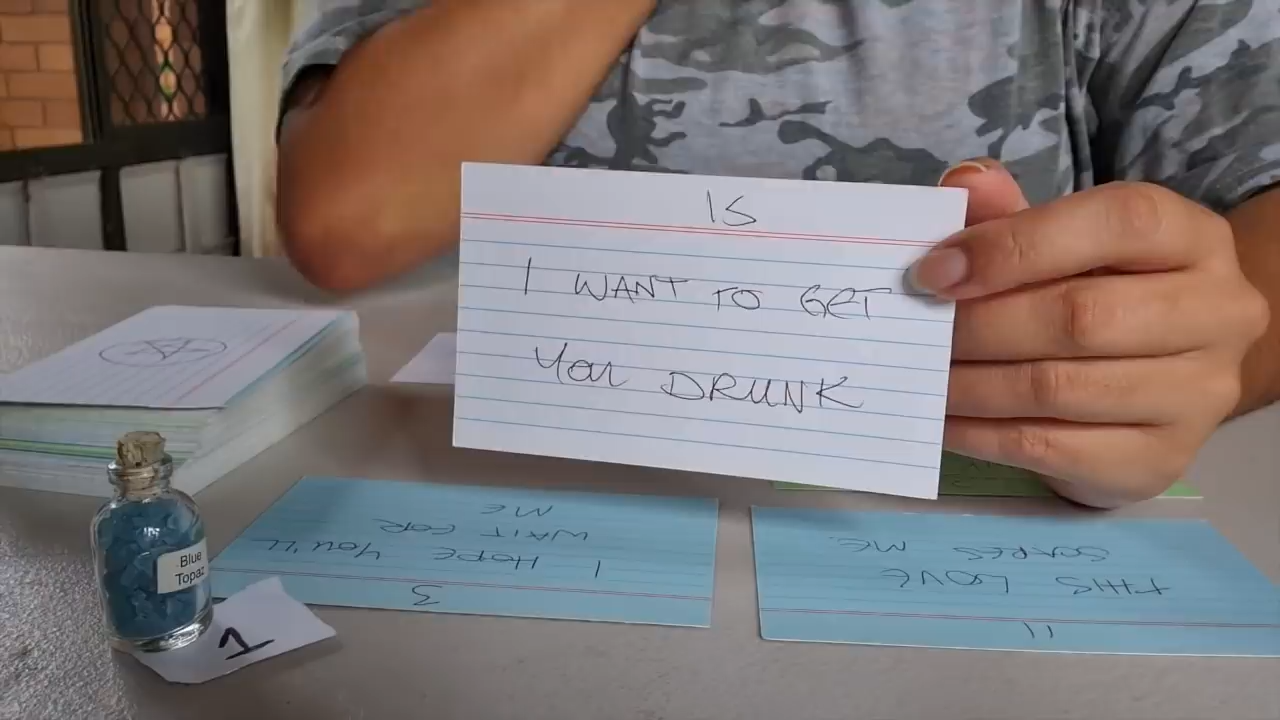 15
I WANT TO GET
YOU DRUNK
3
I HOPE YOU'LL
WAIT FOR
ME
11
THIS LOVE
SCARES ME
Blue
Topaz
1